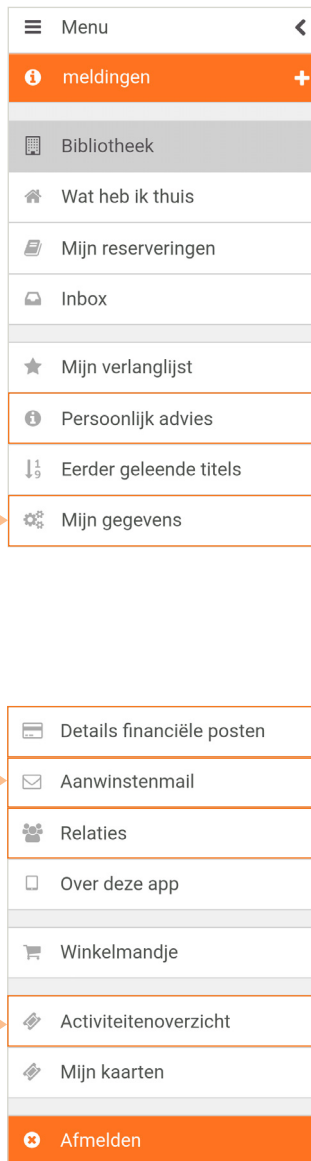 Menu
meldingen
Bibliotheek
Wat heb ik thuis
Mijn reserveringen
Inbox
Mijn verlanglijst
Persoonlijk advies
Eerder geleende titels
Mijn gegevens
Details financiële posten
Aanwinstenmail
Relaties
Over deze app
Winkelmandje
Activiteitenoverzicht
Mijn kaarten
Afmelden